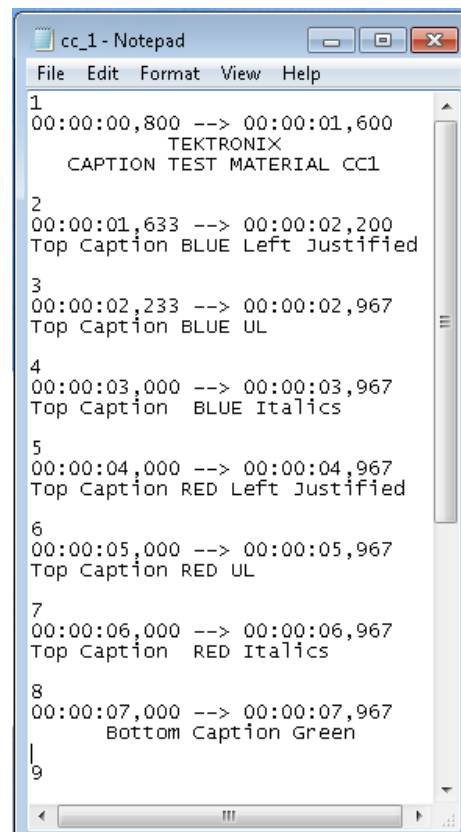 cc_1 - Notepad
File Edit Format View Help
1
00:00:00,800 --> 00:00:01,600
TEKTRONIX
CAPTION TEST MATERIAL CC1
2
00:00:01,633 --> 00:00:02,200
Top Caption BLUE Left Justified
3
00:00:02,233 --> 00:00:02,967
Top Caption BLUE UL
4
00:00:03,000 --> 00:00:03,967
Top Caption  BLUE Italics
5
00:00:04,000 --> 00:00:04,967
Top Caption RED Left Justified
6
00:00:05,000 --> 00:00:05,967
Top Caption RED UL
7
00:00:06,000 --> 00:00:06,967
Top Caption  RED Italics
8
00:00:07,000 --> 00:00:07,967
Bottom Caption Green
9